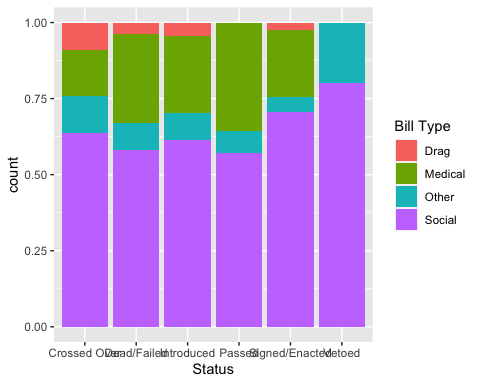 1.00
0.75
0.50
0.25
0.00
count
Crossed Over Dead/Failed Introduced Passed Signed/Enacted Vetoed
Status
Bill Type
Drag
Medical
Other
Social